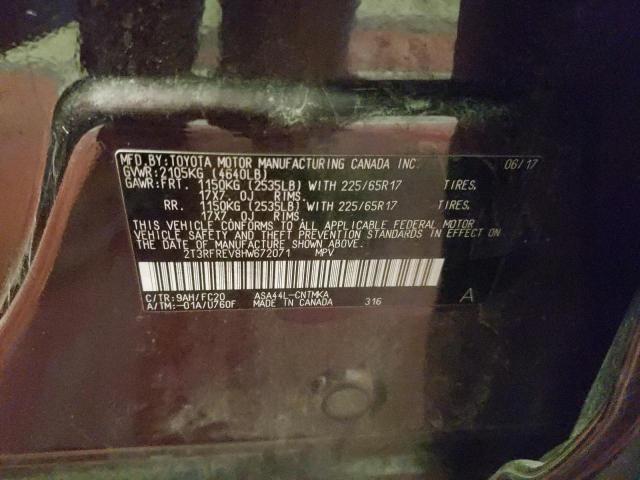 MFD.BY:TOYOTA MOTOR MANUFACTURING CANADA INC. 06/17
GVWR:2105KG (4640LB)
GAWR:FRT. 1150KG (2535LB) WITH 225/65R17 TIRES,
17X7.0J RIMS.
RR. 1150KG (2535LB) WITH 225/65R17 TIRES,
17X7.0J RIMS.
THIS VEHICLE CONFORMS TO ALL APPLICABLE FEDERAL MOTOR
VEHICLE SAFETY AND THEFT PREVENTION STANDARDS IN EFFECT
ON THE DATE OF MANUFACTURE SHOWN ABOVE.
2T3RFREV8HW672071 MPV
C/TR:9AH/FC20 ASA44L-CNTMKA
A/TM:-01A/U760F MADE IN CANADA 316 A